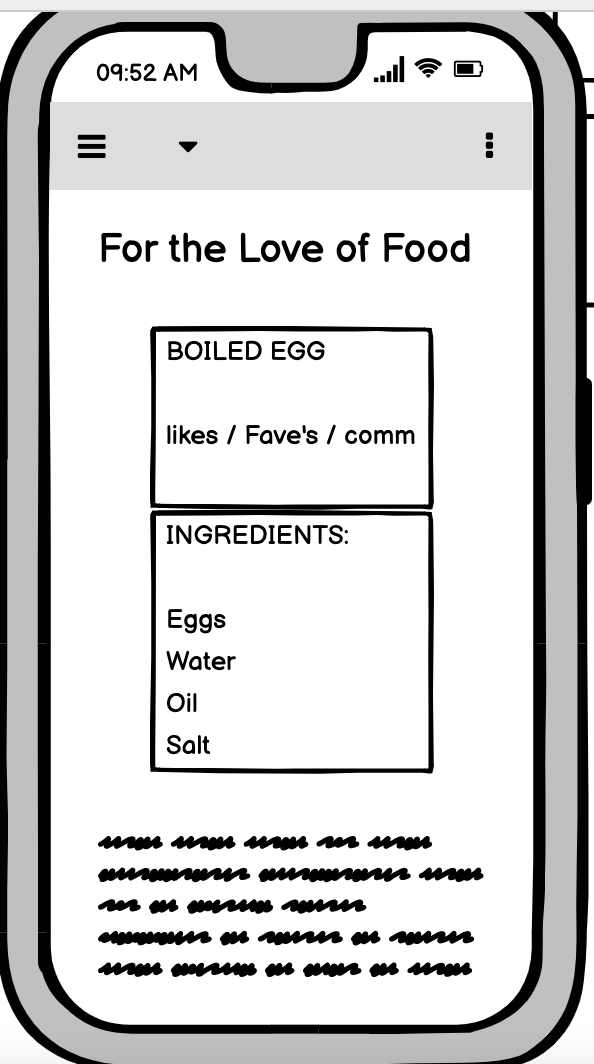 09:52 AM
For the Love of Food
BOILED EGG
likes / Fave's / comm
INGREDIENTS:
Eggs
Water
Oil
Salt